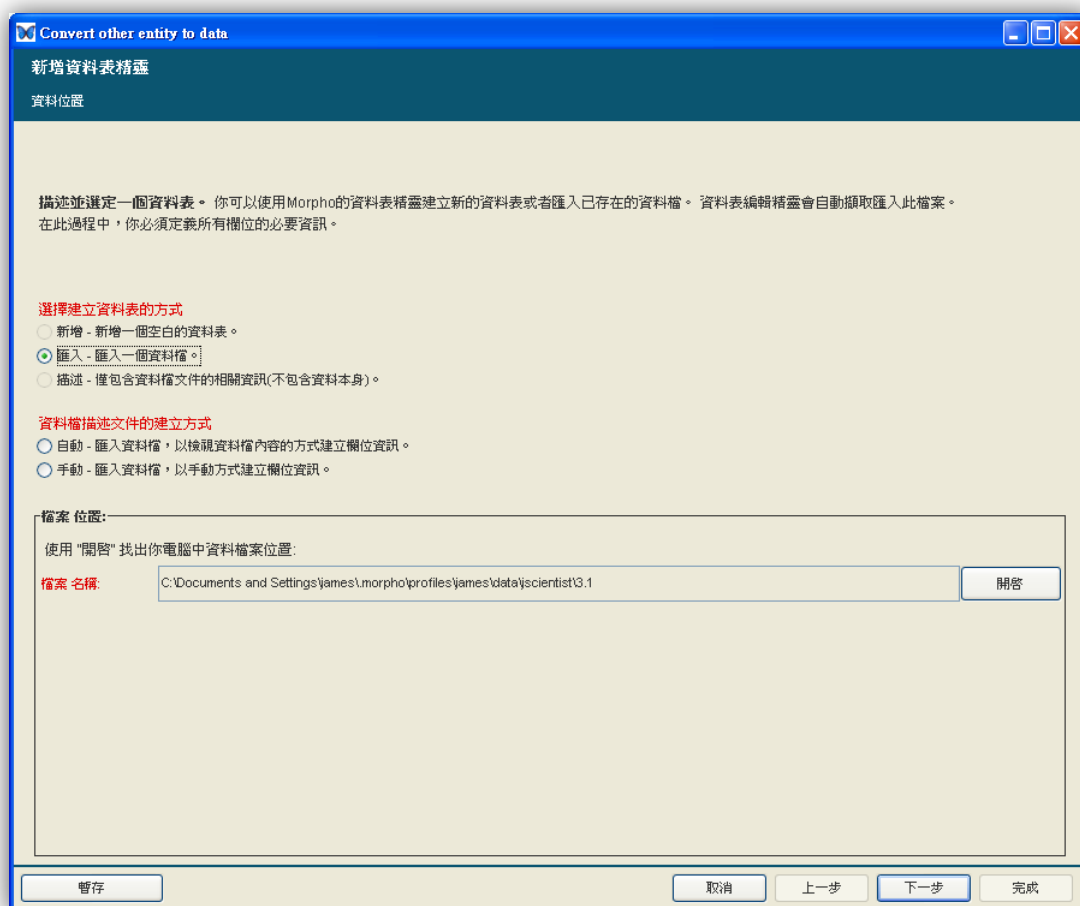 Convert other entity to data
新增資料表精靈
資料位置
描述並選定一個資料表。 你可以使用Morpho的資料表精靈建立新的資料表或者匯入已存在的資料檔。 資料表編輯精靈會自動擷取匯入此檔案。
在此過程中，你必須定義所有欄位的必要資訊。
選擇建立資料表的方式
新增 - 新增一個空白的資料表。
匯入 - 匯入一個資料檔。
描述 - 僅包含資料檔文件的相關資訊(不包含資料本身)。
資料檔描述文件的建立方式
自動 - 匯入資料檔，以檢視資料檔內容的方式建立欄位資訊。
手動 - 匯入資料檔，以手動方式建立欄位資訊。
檔案 位置:
使用 "開啓" 找出你電腦中資料檔案位置:
檔案 名稱: C:\Documents and Settings\james\.morpho\profiles\james\data\jscientist\3.1 開啓
暫存 取消 上一步 下一步 完成